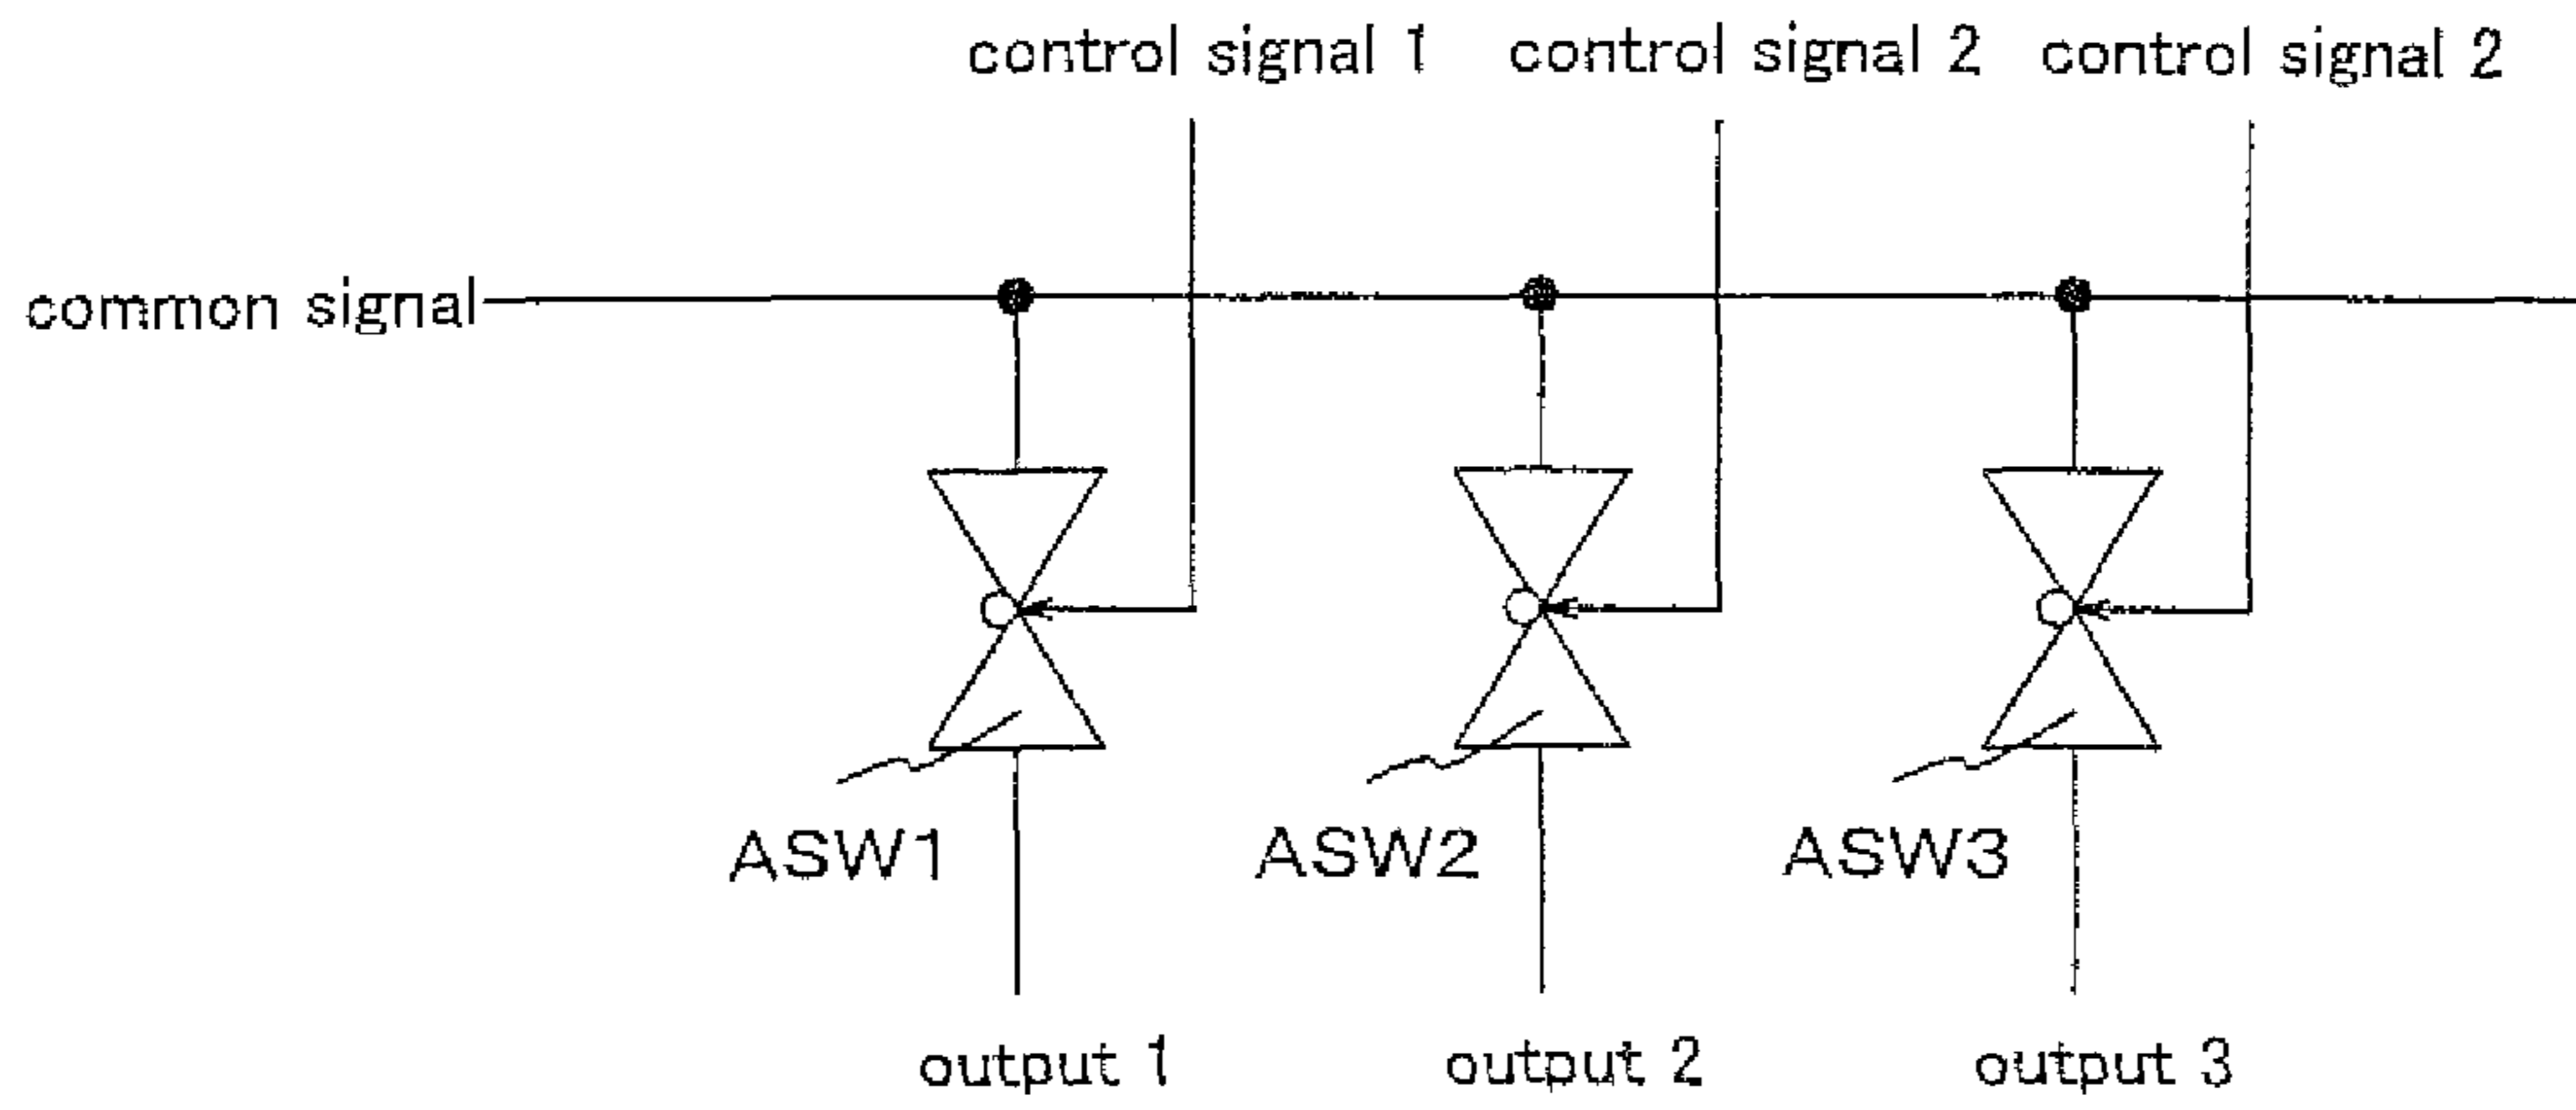 control signal 1 control signal 2 control signal 2
common signal
ASW1 ASW2 ASW3
output 1 output 2 output 3